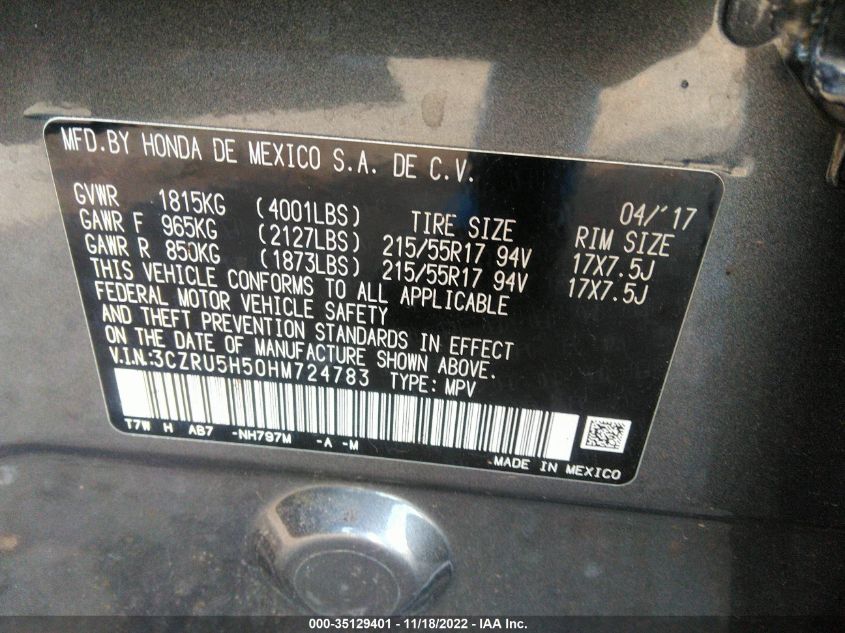 MFD.BY HONDA DE MEXICO S.A. DE C.V.
04/'17
GVWR 1815KG (4001LBS) TIRE SIZE RIM SIZE
GAWR F 965KG (2127LBS) 215/55R17 94V 17X7.5J
GAWR R 850KG (1873LBS) 215/55R17 94V 17X7.5J
THIS VEHICLE CONFORMS TO ALL APPLICABLE
FEDERAL MOTOR VEHICLE SAFETY
AND THEFT PREVENTION STANDARDS IN EFFECT
ON THE DATE OF MANUFACTURE SHOWN ABOVE.
V.I.N:3CZRU5H50HM724783 TYPE: MPV
T7W H AB7 -NH797M -A -M
MADE IN MEXICO
000-35129401 - 11/18/2022 - IAA Inc.